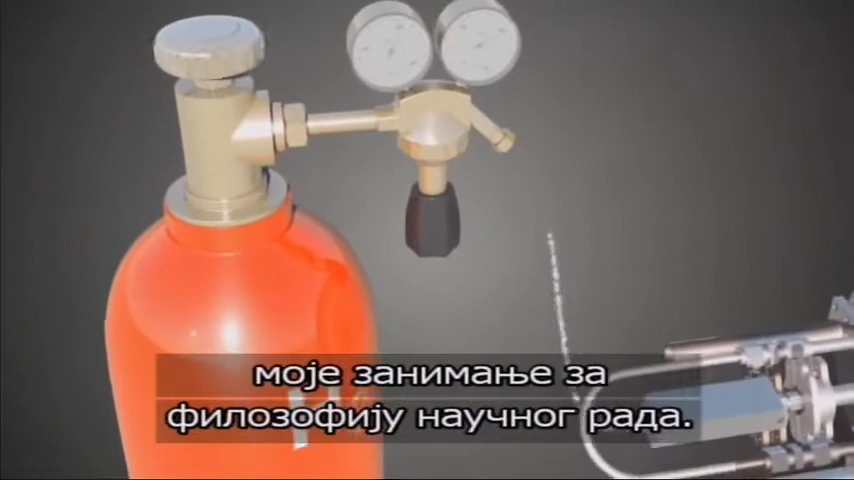 моје занимање за
филозофију научног рада.